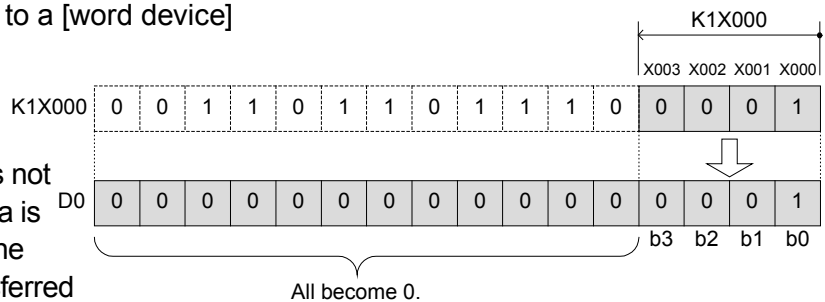 to a [word device]
K1X000
X003 X002 X001 X000
K1X000 0 0 1 1 0 1 1 0 1 1 1 0 0 0 0 1
s not
a is
ne
ferred
D0 0 0 0 0 0 0 0 0 0 0 0 0 0 0 0 1
b3 b2 b1 b0
All become 0.